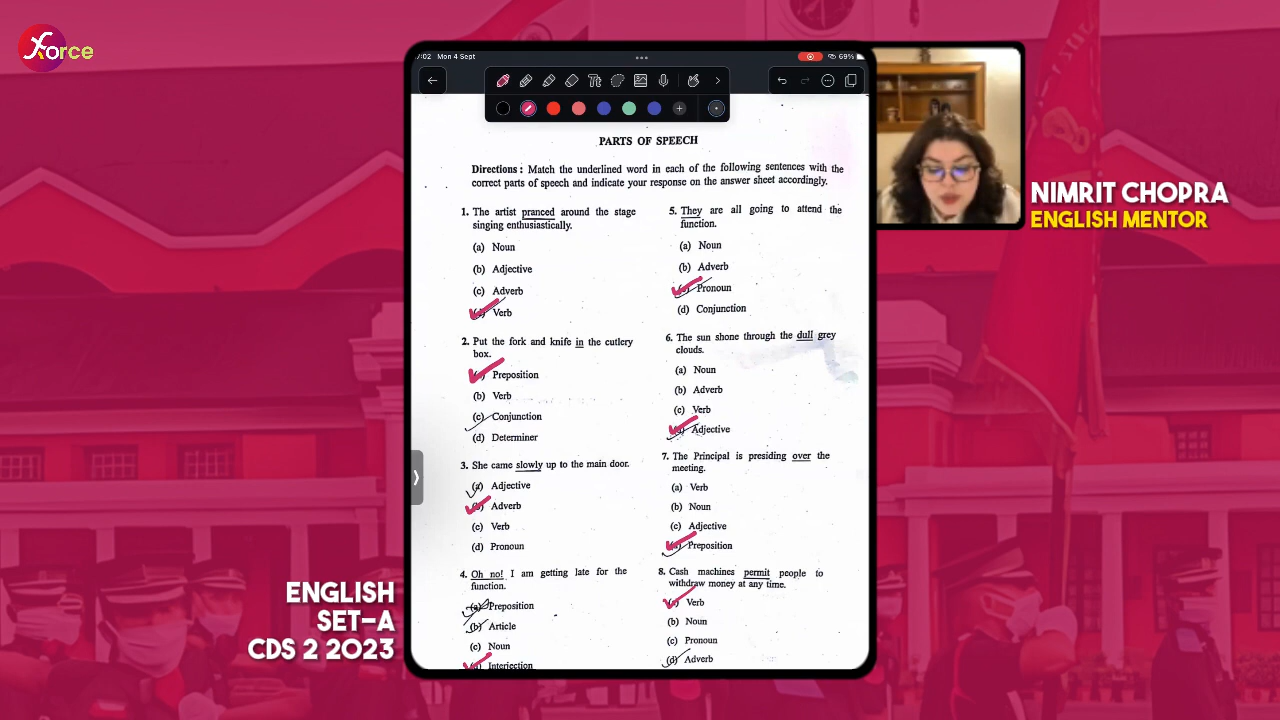 xforce
7:02 Mon 4 Sept
69%
PARTS OF SPEECH
Directions : Match the underlined word in each of the following sentences with the
correct parts of speech and indicate your response on the answer sheet accordingly.
1. The artist pranced around the stage
singing enthusiastically.
(a) Noun
(b) Adjective
(c) Adverb
(d) Verb
2. Put the fork and knife in the cutlery
box.
(a) Preposition
(b) Verb
(c) Conjunction
(d) Determiner
3. She came slowly up to the main door.
(a) Adjective
(b) Adverb
(c) Verb
(d) Pronoun
4. Oh no! I am getting late for the
function.
(a) Preposition
(b) Article
(c) Noun
(d) Interjection
5. They are all going to attend the
function.
(a) Noun
(b) Adverb
(c) Pronoun
(d) Conjunction
6. The sun shone through the dull grey
clouds.
(a) Noun
(b) Adverb
(c) Verb
(d) Adjective
7. The Principal is presiding over the
meeting.
(a) Verb
(b) Noun
(c) Adjective
(d) Preposition
8. Cash machines permit people to
withdraw money at any time.
(a) Verb
(b) Noun
(c) Pronoun
(d) Adverb
NIMRIT CHOPRA
ENGLISH MENTOR
ENGLISH
SET-A
CDS 2 2023